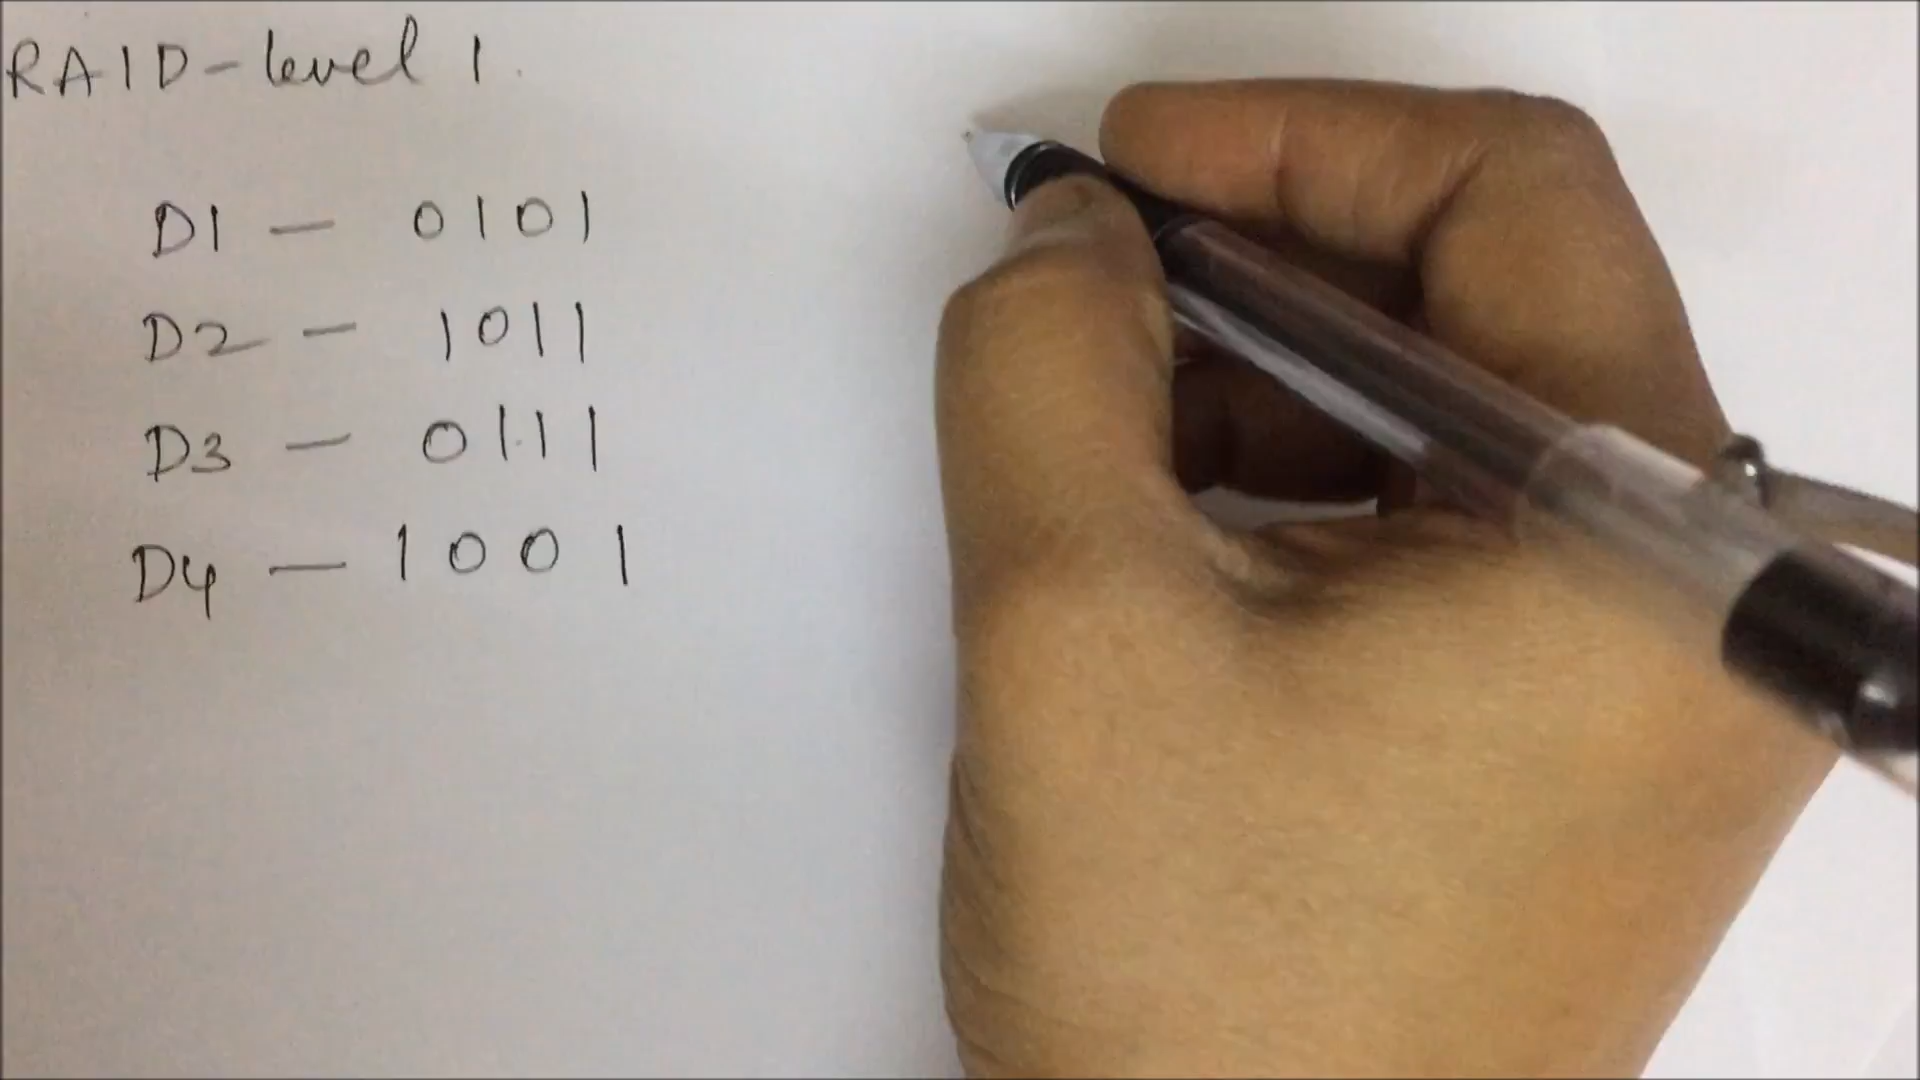 RAID-level 1
D1 - 0101
D2 - 1011
D3 - 0111
D4 - 1001